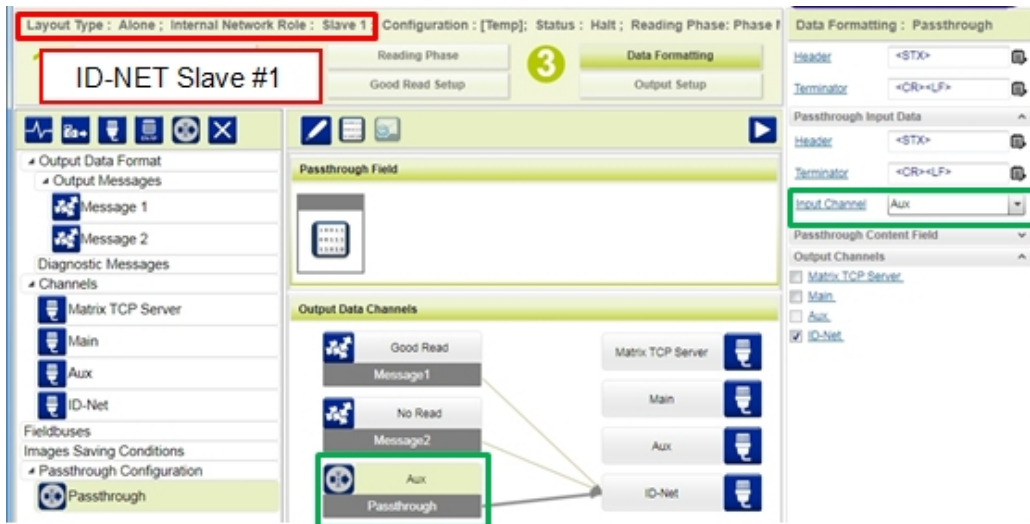 Layout Type : Alone ; Internal Network Role : Slave 1 ; Configuration : [Temp]; Status : Halt ; Reading Phase: Phase M
ID-NET Slave #1
Reading Phase
Good Read Setup
3
Data Formatting
Output Setup
Output Data Format
Output Messages
Message 1
Message 2
Diagnostic Messages
Channels
Matrix TCP Server
Main
Aux
ID-Net
Fieldbuses
Images Saving Conditions
Passthrough Configuration
Passthrough
Passthrough Field
Output Data Channels
Good Read
Message1
No Read
Message2
Aux
Passthrough
Matrix TCP Server
Main
Aux
ID-Net
Data Formatting : Passthrough
Header <STX>
Terminator <CR><LF>
Passthrough Input Data
Header <STX>
Terminator <CR><LF>
Input Channel Aux
Passthrough Content Field
Output Channels
Matrix TCP Server
Main
Aux
ID-Net